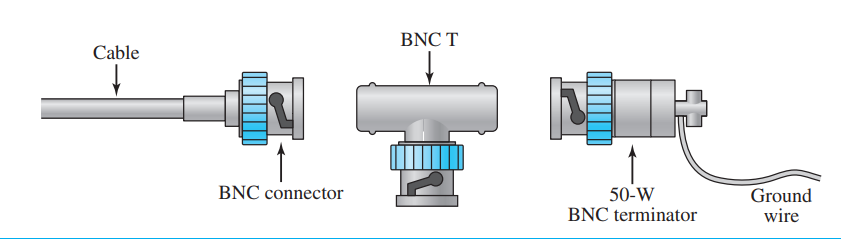 Cable
BNC T
BNC connector
50-W
BNC terminator
Ground
wire